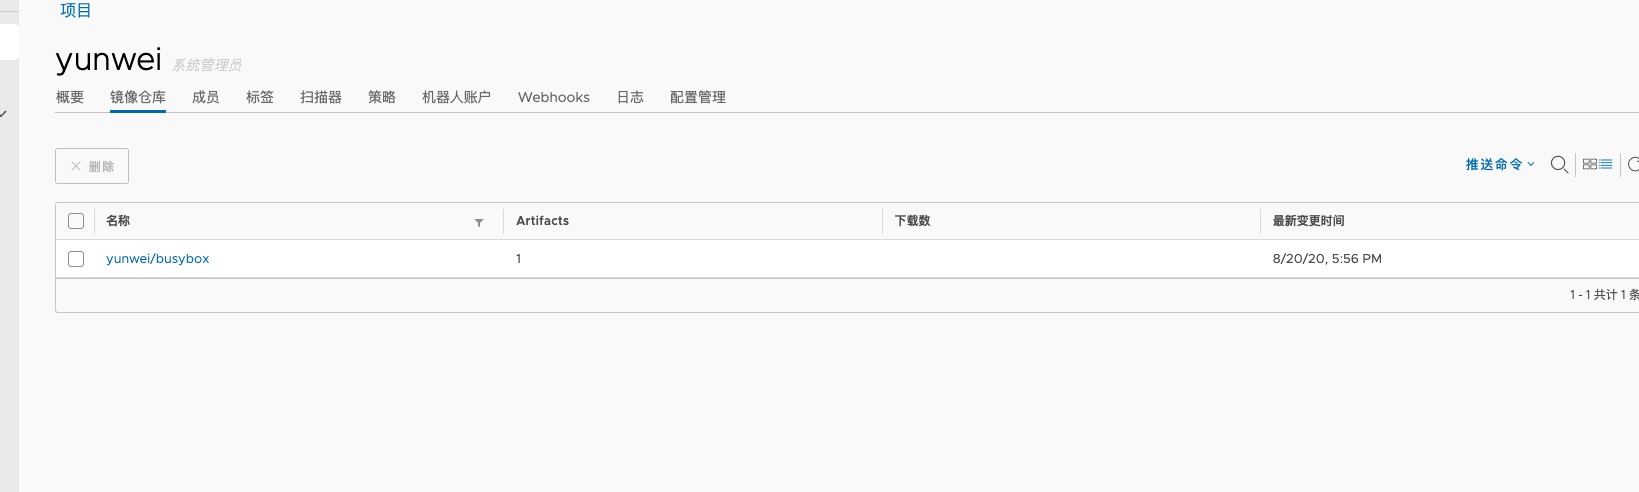 项目
yunwei 系统管理员
概要 镜像仓库 成员 标签 扫描器 策略 机器人账户 Webhooks 日志 配置管理
删除 推送命令
名称 Artifacts 下载数 最新变更时间
yunwei/busybox 1 8/20/20, 5:56 PM
1 - 1 共计 1 条